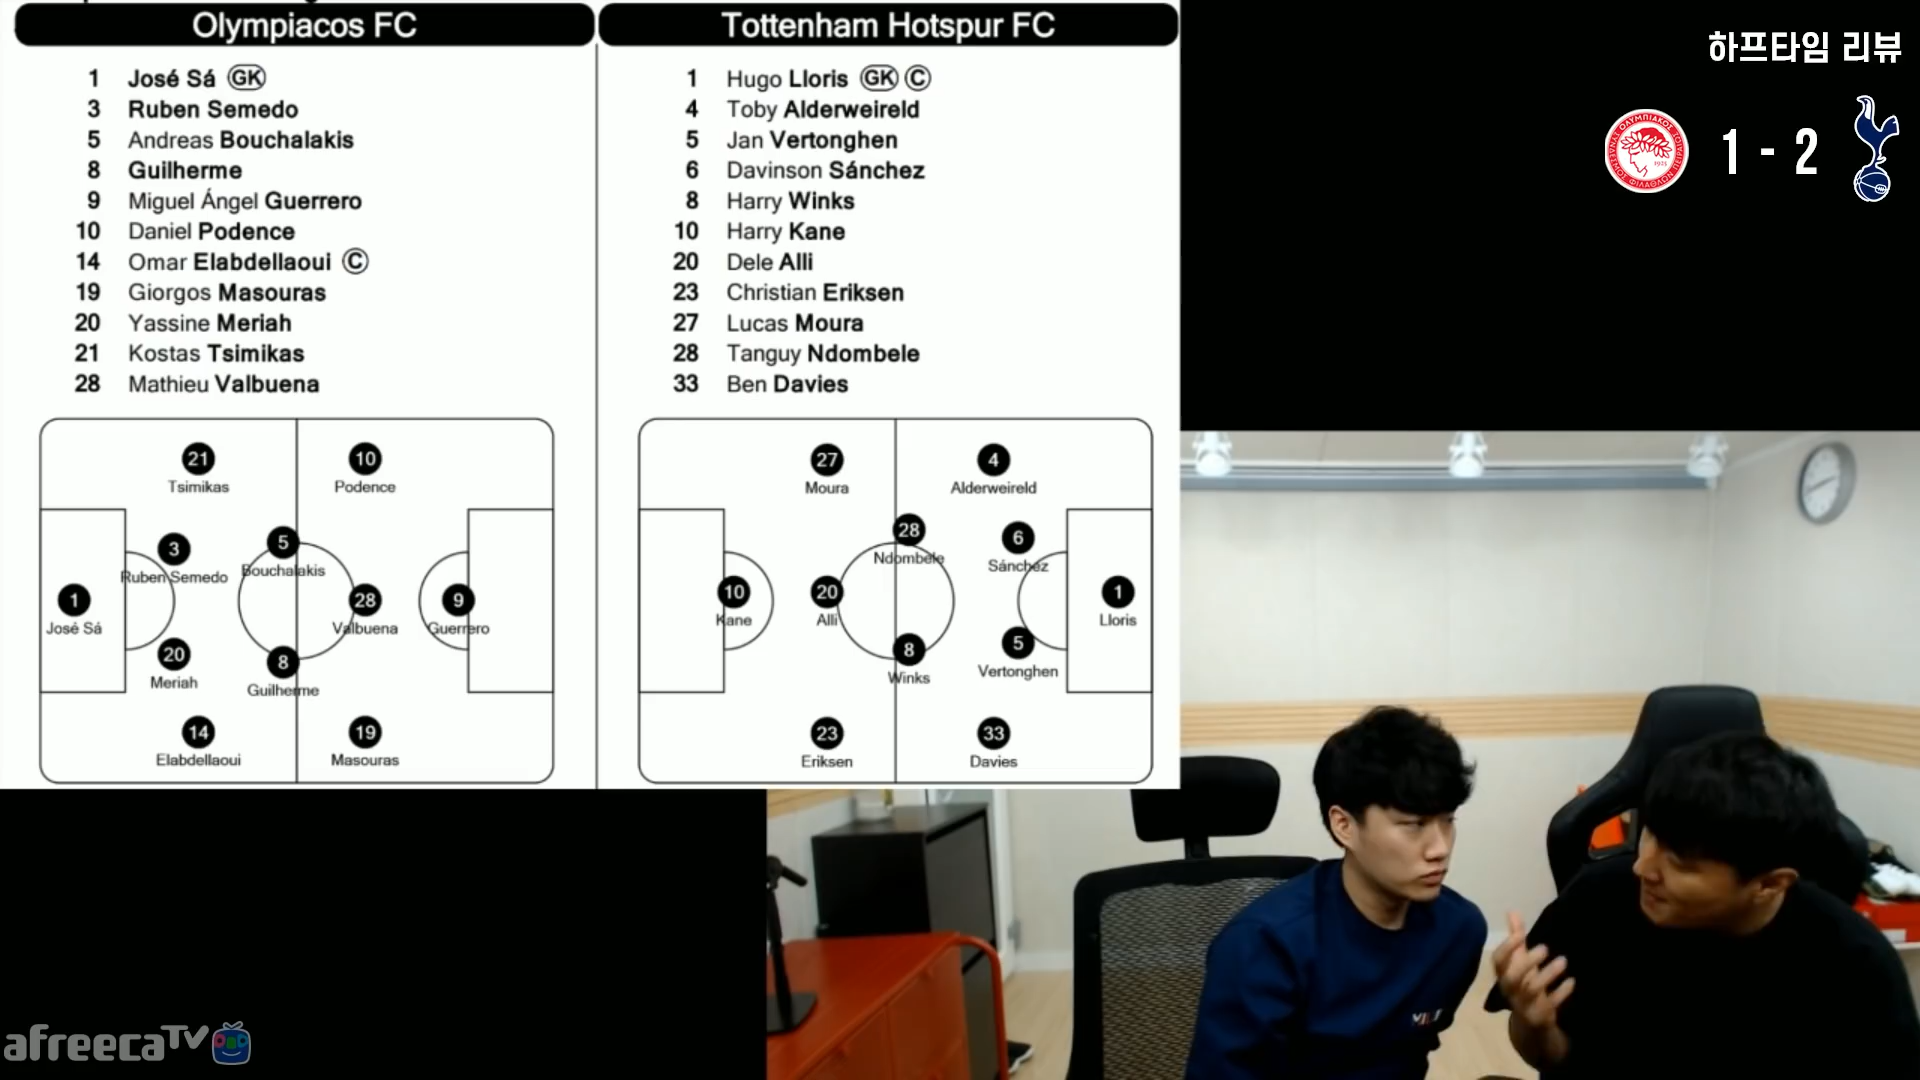 Olympiacos FC
1 José Sá GK
3 Ruben Semedo
5 Andreas Bouchalakis
8 Guilherme
9 Miguel Ángel Guerrero
10 Daniel Podence
14 Omar Elabdellaoui C
19 Giorgos Masouras
20 Yassine Meriah
21 Kostas Tsimikas
28 Mathieu Valbuena
21
Tsimikas
10
Podence
3
Ruben Semedo
5
Bouchalakis
1
José Sá
28
Valbuena
9
Guerrero
20
Meriah
8
Guilherme
14
Elabdellaoui
19
Masouras
Tottenham Hotspur FC
1 Hugo Lloris GK C
4 Toby Alderweireld
5 Jan Vertonghen
6 Davinson Sánchez
8 Harry Winks
10 Harry Kane
20 Dele Alli
23 Christian Eriksen
27 Lucas Moura
28 Tanguy Ndombele
33 Ben Davies
27
Moura
4
Alderweireld
28
Ndombele
6
Sánchez
10
Kane
20
Alli
1
Lloris
8
Winks
5
Vertonghen
23
Eriksen
33
Davies
하프타임 리뷰
1 - 2
afreecaTV